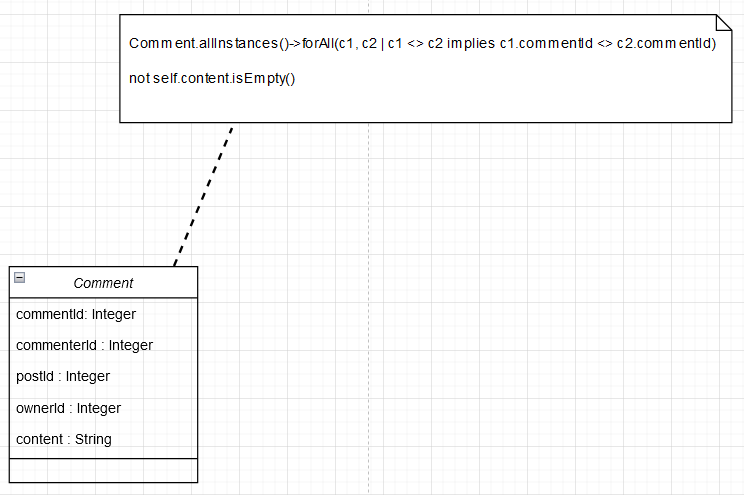 Comment.allInstances()->forAll(c1, c2 | c1 <> c2 implies c1.commentId <> c2.commentId)
not self.content.isEmpty()
Comment
commentId: Integer
commenterId : Integer
postId : Integer
ownerId : Integer
content : String